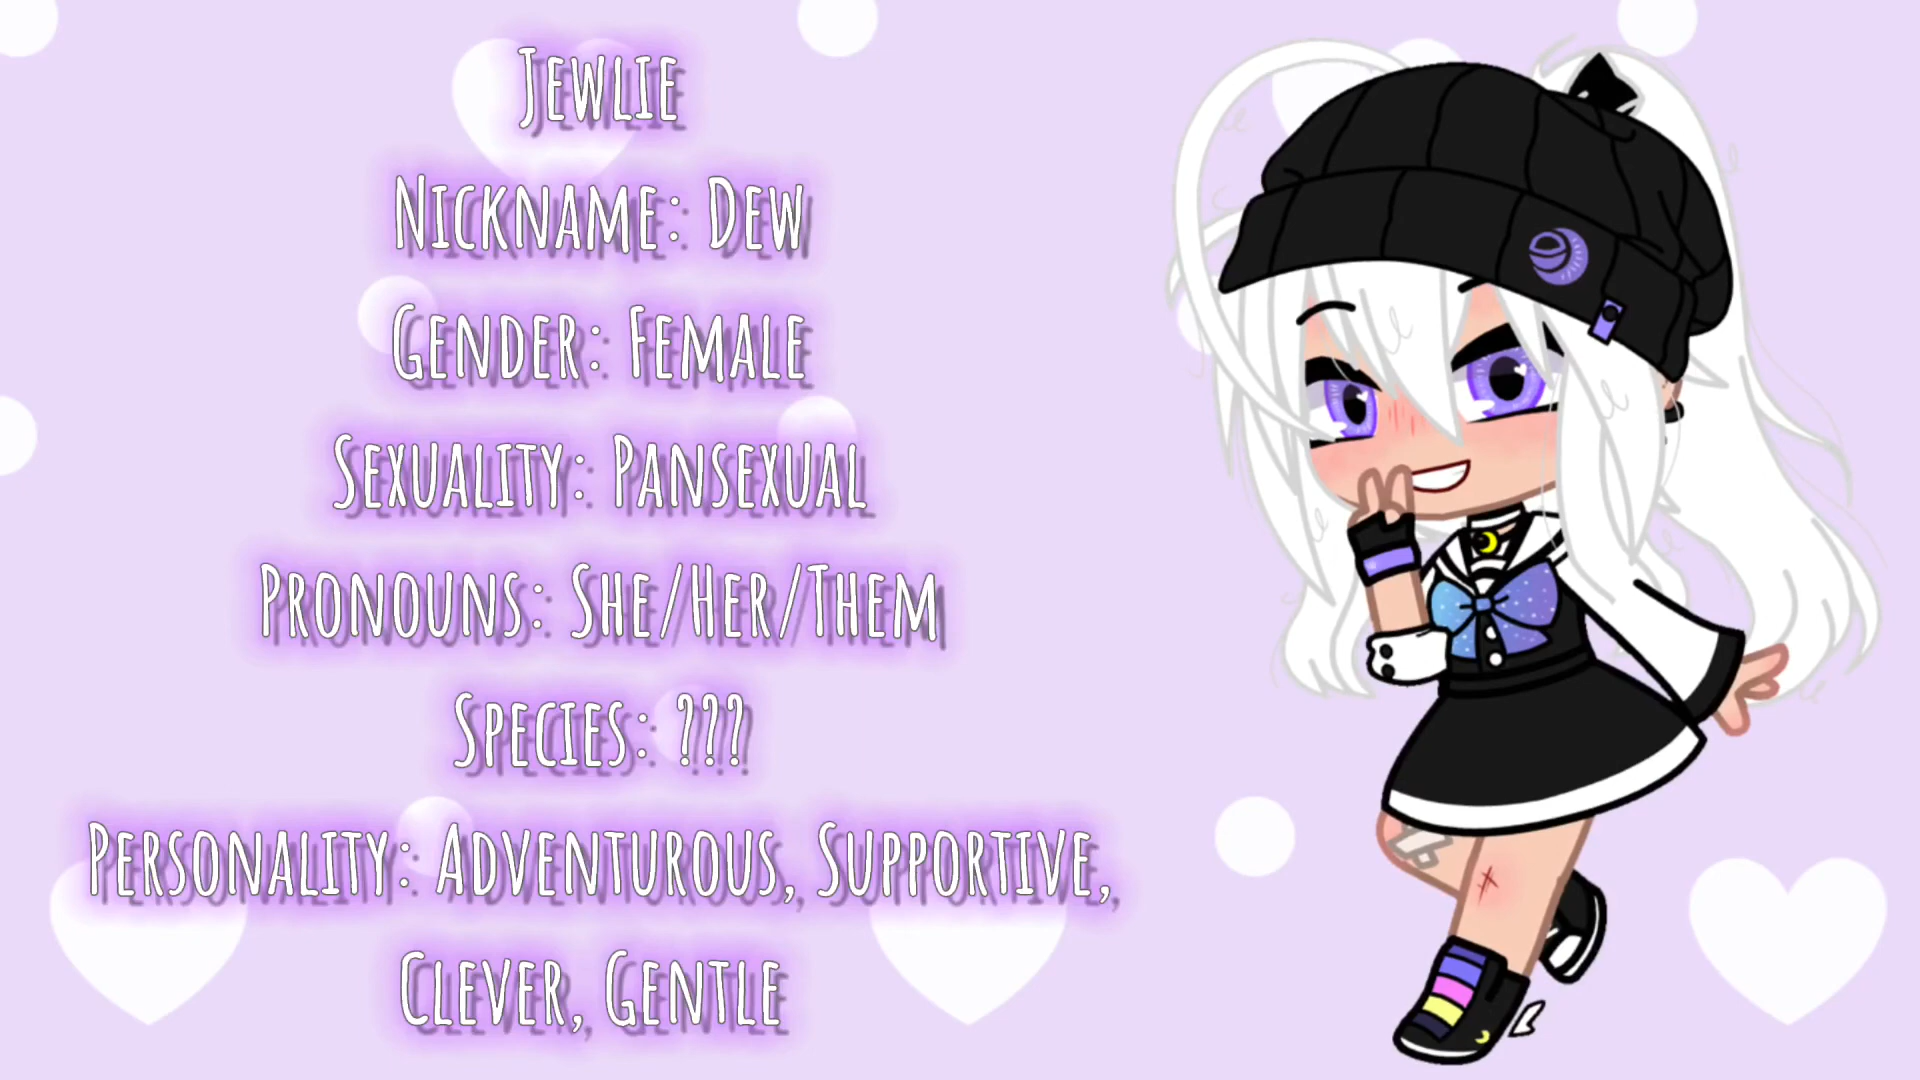 Jewlie
Nickname: Dew
Gender: Female
Sexuality: Pansexual
Pronouns: She/Her/Them
Species: ???
Personality: Adventurous, Supportive,
Clever, Gentle